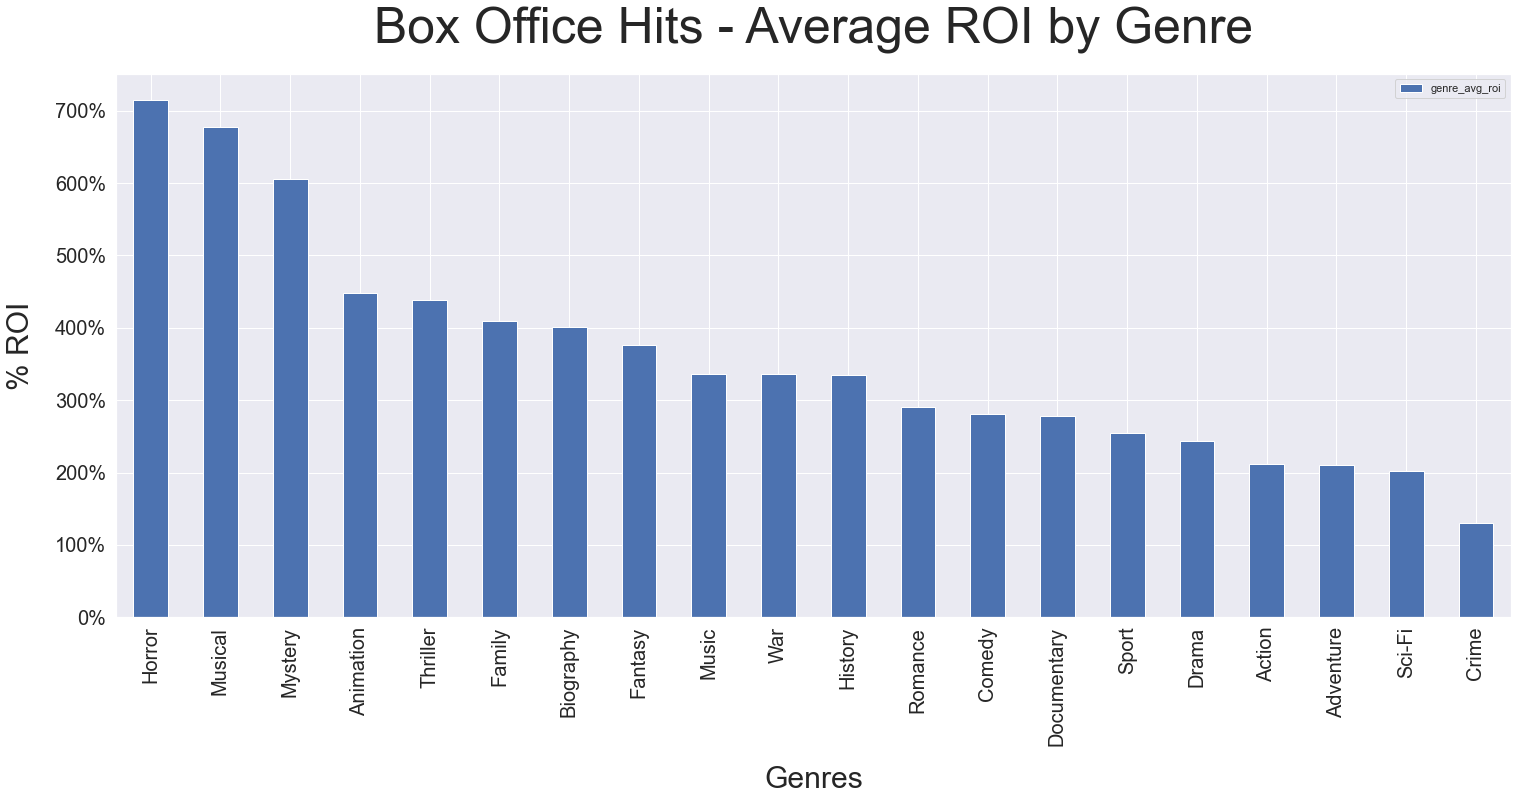 Box Office Hits - Average ROI by Genre
genre_avg_roi
% ROI
700%
600%
500%
400%
300%
200%
100%
0%
Horror
Musical
Mystery
Animation
Thriller
Family
Biography
Fantasy
Music
War
History
Romance
Comedy
Documentary
Sport
Drama
Action
Adventure
Sci-Fi
Crime
Genres